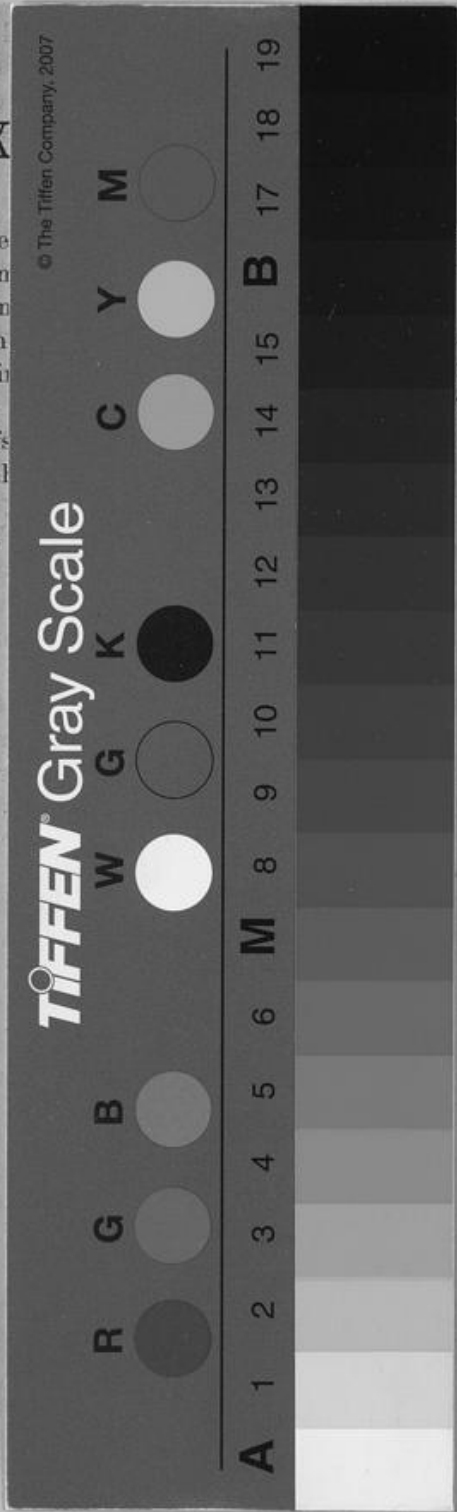 © The Tiffen Company, 2007
TIFFEN® Gray Scale
R G B W G K C Y M
A 1 2 3 4 5 6 M 8 9 10 11 12 13 14 15 B 17 18 19